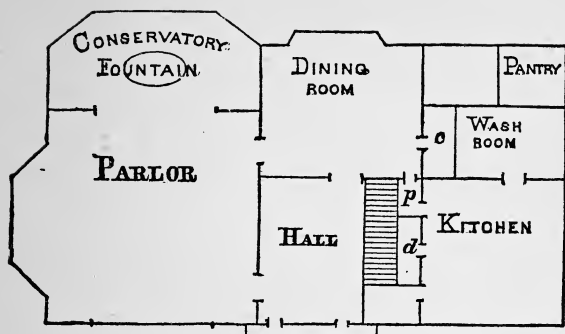 CONSERVATORY
FOUNTAIN
DINING
ROOM
PANTRY
c
WASH
ROOM
PARLOR
p
HALL
d
KITCHEN